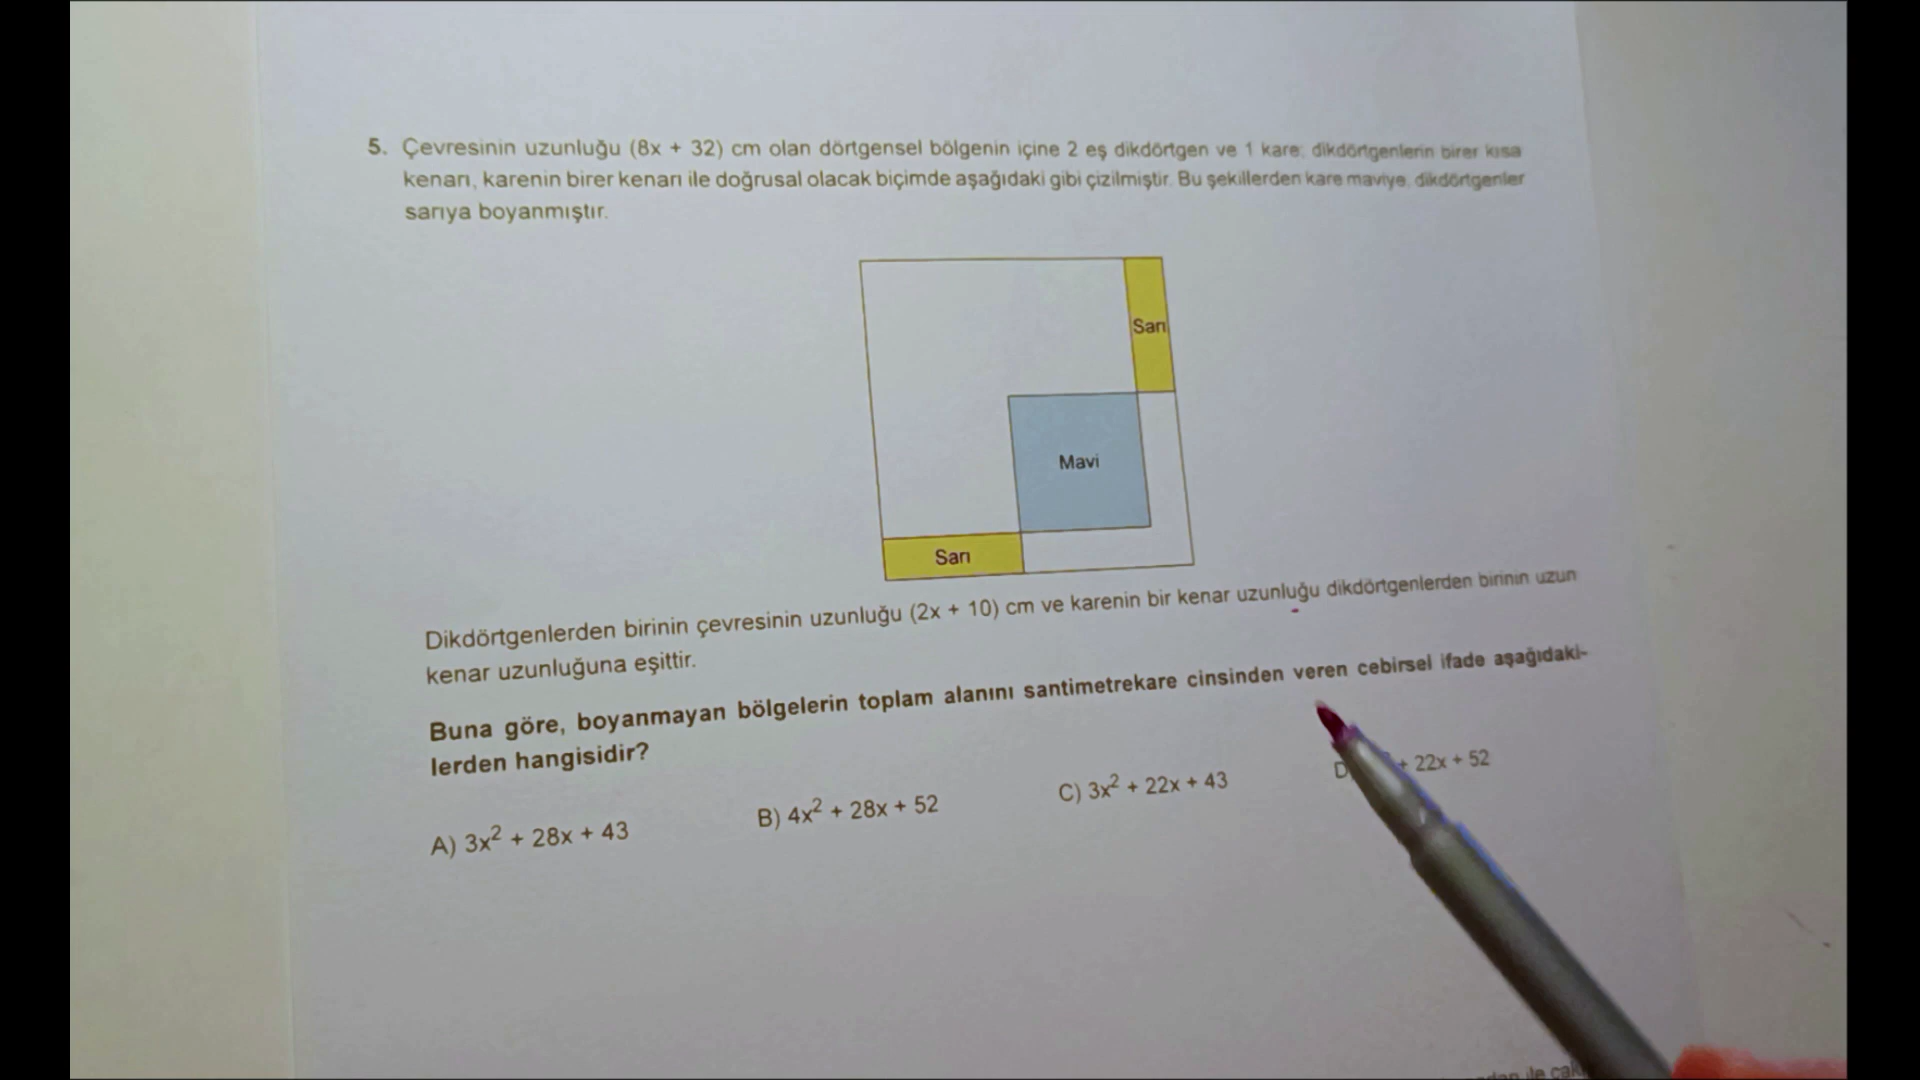 5. Çevresinin uzunluğu (8x + 32) cm olan dörtgensel bölgenin içine 2 eş dikdörtgen ve 1 kare; dikdörtgenlerin birer kısa
kenarı, karenin birer kenarı ile doğrusal olacak biçimde aşağıdaki gibi çizilmiştir. Bu şekillerden kare maviye, dikdörtgenler
sarıya boyanmıştır.
Sarı
Mavi
Sarı
Dikdörtgenlerden birinin çevresinin uzunluğu (2x + 10) cm ve karenin bir kenar uzunluğu dikdörtgenlerden birinin uzun
kenar uzunluğuna eşittir.
Buna göre, boyanmayan bölgelerin toplam alanını santimetrekare cinsinden veren cebirsel ifade aşağıdaki-
lerden hangisidir?
A) 3x² + 28x + 43
B) 4x² + 28x + 52
C) 3x² + 22x + 43
D + 22x + 52
ile